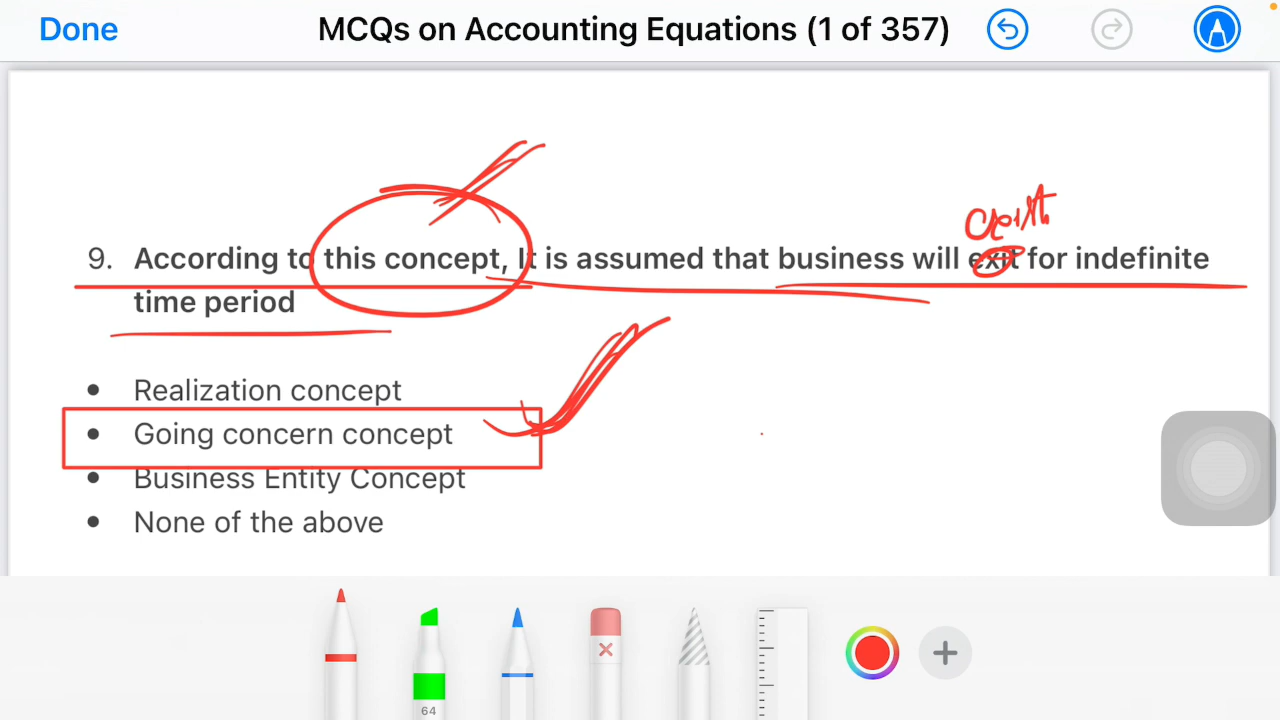 Done MCQs on Accounting Equations (1 of 357)
9. According to this concept, It is assumed that business will exit for indefinite
time period
• Realization concept
• Going concern concept
• Business Entity Concept
• None of the above
64